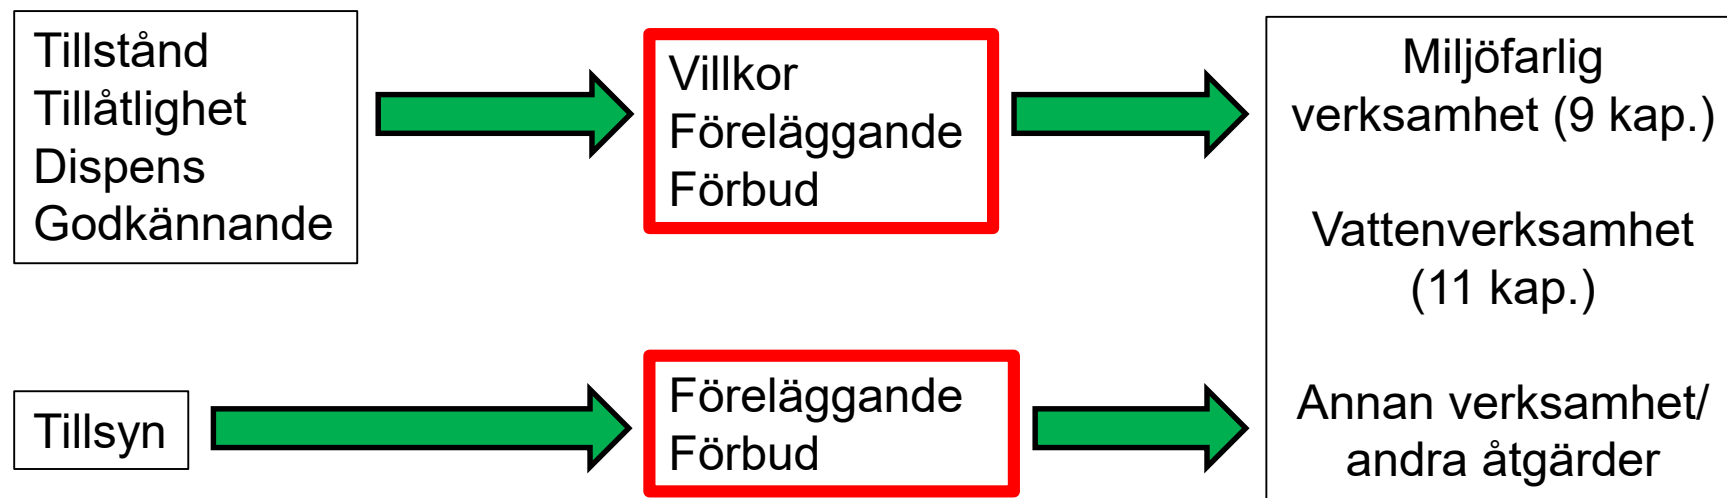 Tillstånd
Tillåtlighet
Dispens
Godkännande
Villkor
Föreläggande
Förbud
Miljöfarlig
verksamhet (9 kap.)
Vattenverksamhet
(11 kap.)
Annan verksamhet/
andra åtgärder
Tillsyn
Föreläggande
Förbud